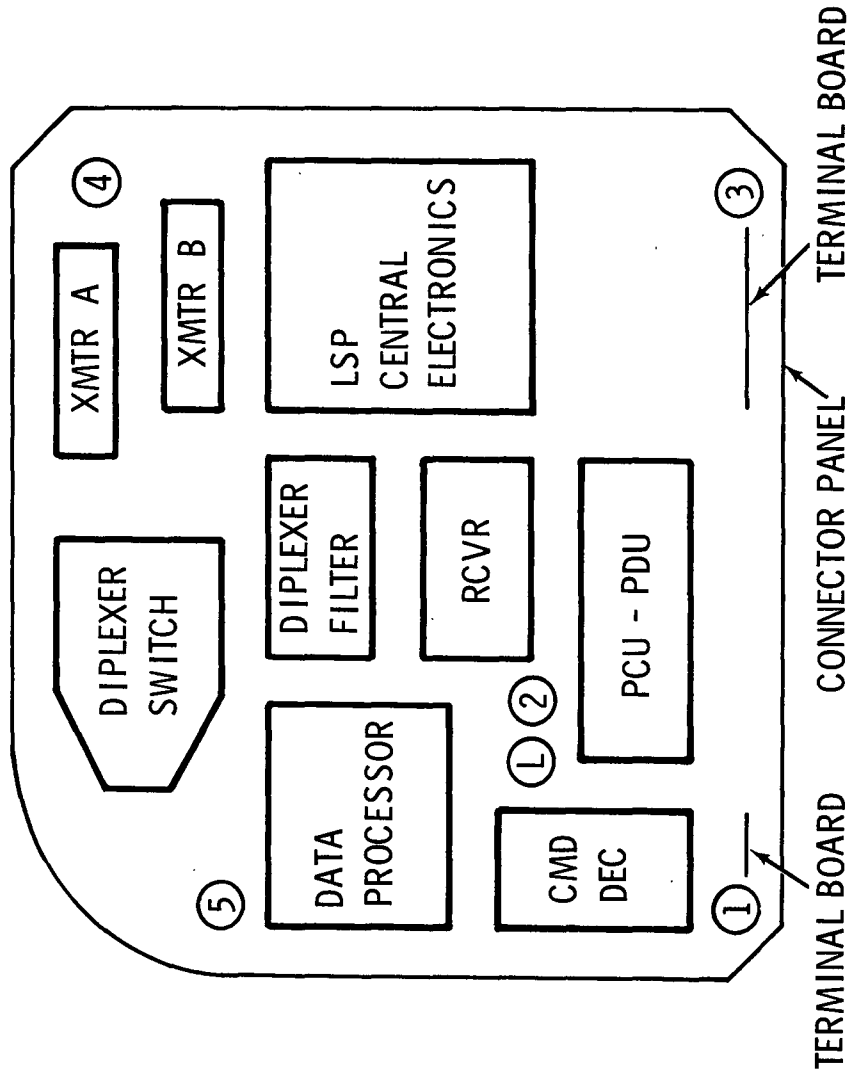 DIPLEXER
SWITCH
XMTR A
XMTR B
4
5
DATA
PROCESSOR
DIPLEXER
FILTER
LSP
CENTRAL
ELECTRONICS
RCVR
L
2
CMD
DEC
PCU - PDU
1
3
TERMINAL BOARD
CONNECTOR PANEL
TERMINAL BOARD